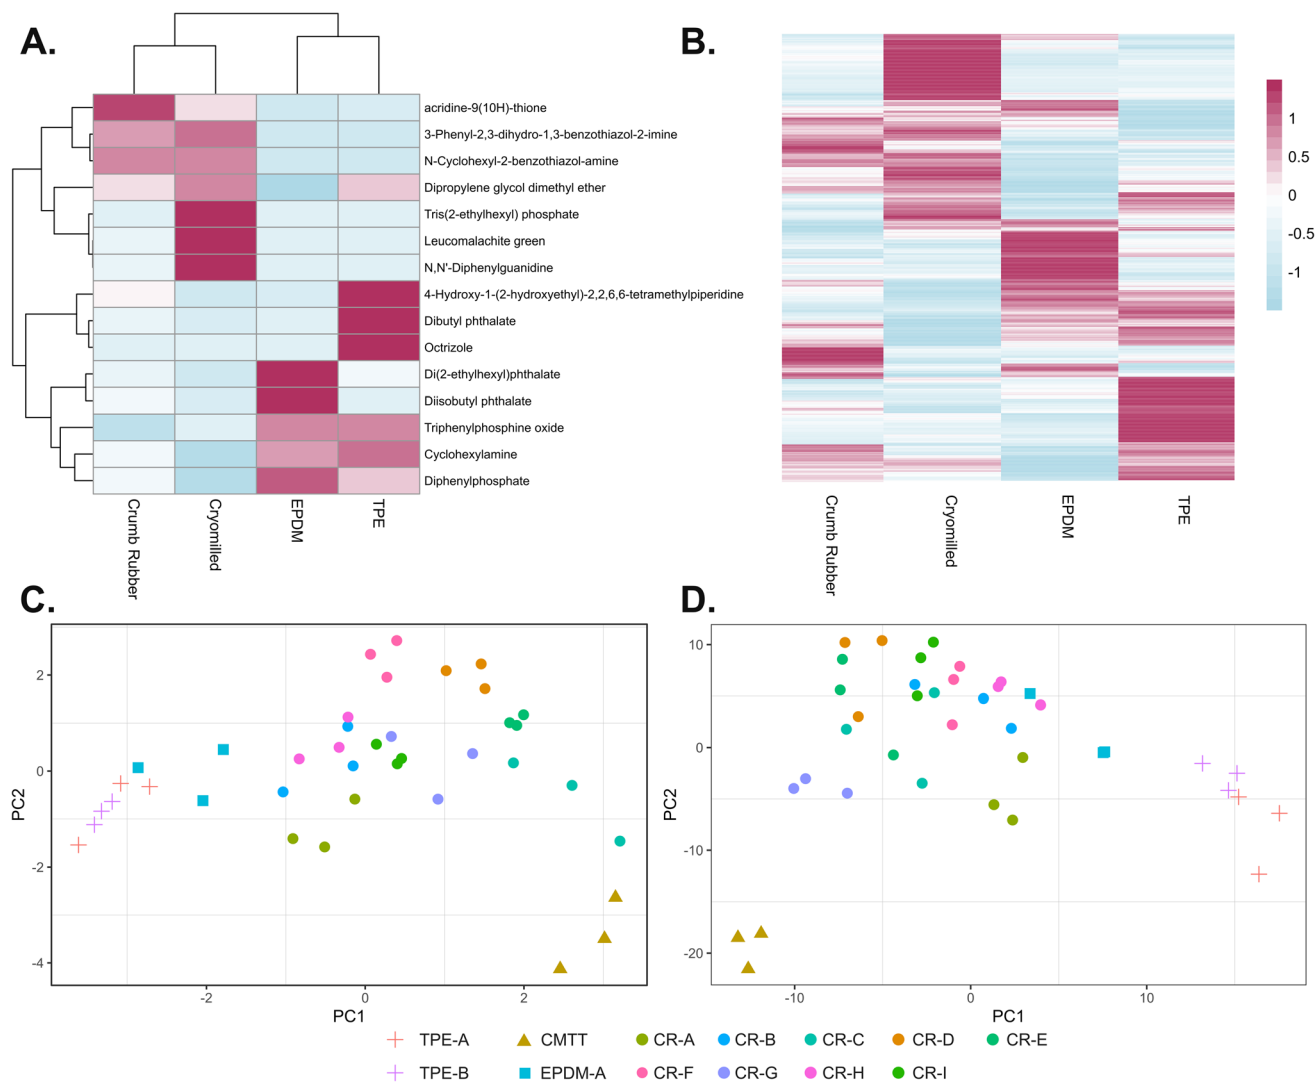 A.
acridine-9(10H)-thione
3-Phenyl-2,3-dihydro-1,3-benzothiazol-2-imine
N-Cyclohexyl-2-benzothiazol-amine
Dipropylene glycol dimethyl ether
Tris(2-ethylhexyl) phosphate
Leucomalachite green
N,N'-Diphenylguanidine
4-Hydroxy-1-(2-hydroxyethyl)-2,2,6,6-tetramethylpiperidine
Dibutyl phthalate
Octrizole
Di(2-ethylhexyl)phthalate
Diisobutyl phthalate
Triphenylphosphine oxide
Cyclohexylamine
Diphenylphosphate
Crumb Rubber
Cryomilled
EPDM
TPE
B.
1
0.5
0
-0.5
-1
Crumb Rubber
Cryomilled
EPDM
TPE
C.
PC2
2
0
-2
-4
-2
0
2
PC1
D.
PC2
10
0
-10
-20
-10
0
10
PC1
TPE-A
CMTT
CR-A
CR-B
CR-C
CR-D
CR-E
TPE-B
EPDM-A
CR-F
CR-G
CR-H
CR-I